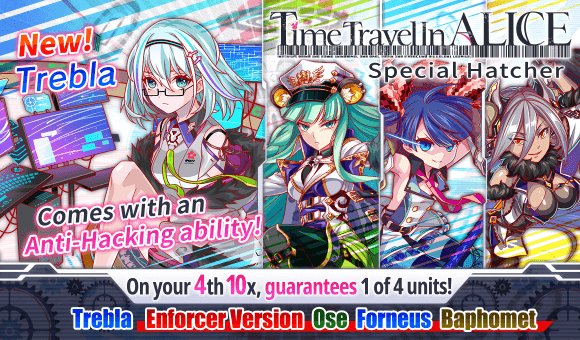 New!
Trebla
Time Travel In ALICE
Special Hatcher
Comes with an
Anti-Hacking ability!
On your 4th 10x, guarantees 1 of 4 units!
Trebla Enforcer Version Ose Forneus Baphomet